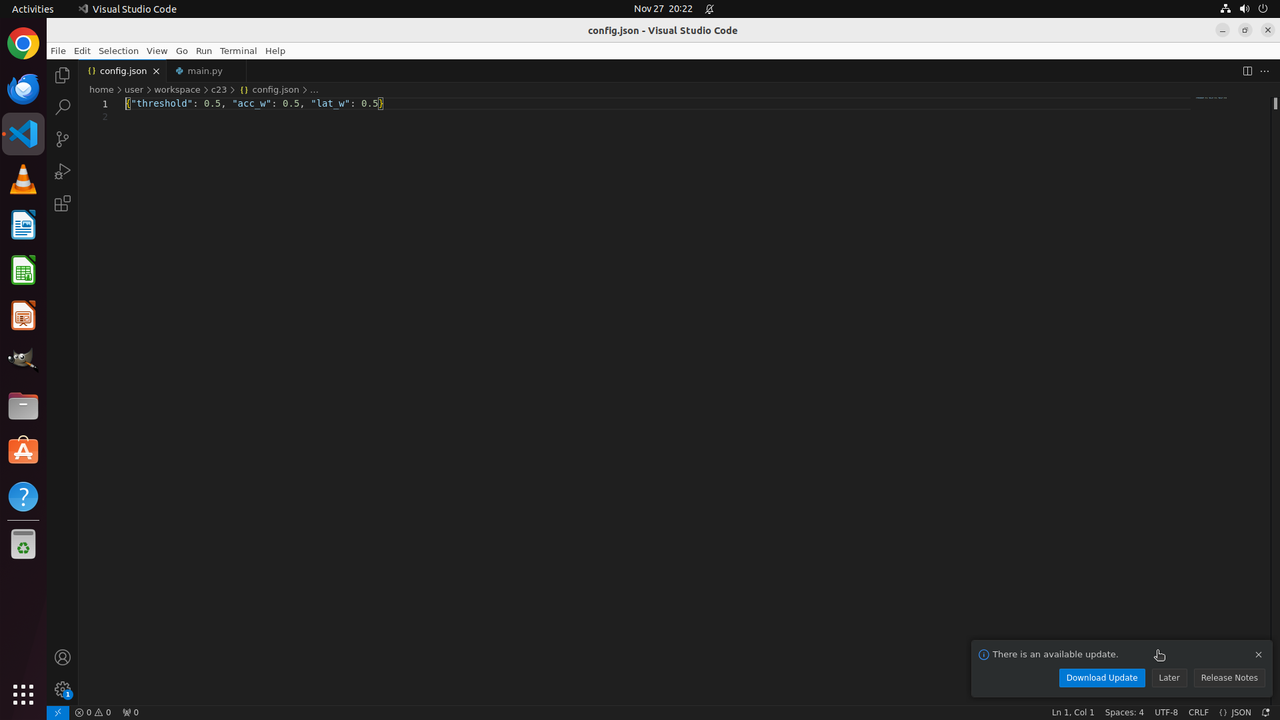 Activities
Visual Studio Code
Nov 27 20:22
config.json - Visual Studio Code
File Edit Selection View Go Run Terminal Help
config.json
main.py
home user workspace c23 config.json ...
1 {"threshold": 0.5, "acc_w": 0.5, "lat_w": 0.5}
2
There is an available update.
Download Update
Later
Release Notes
1
0 0 0
Ln 1, Col 1 Spaces: 4 UTF-8 CRLF {} JSON